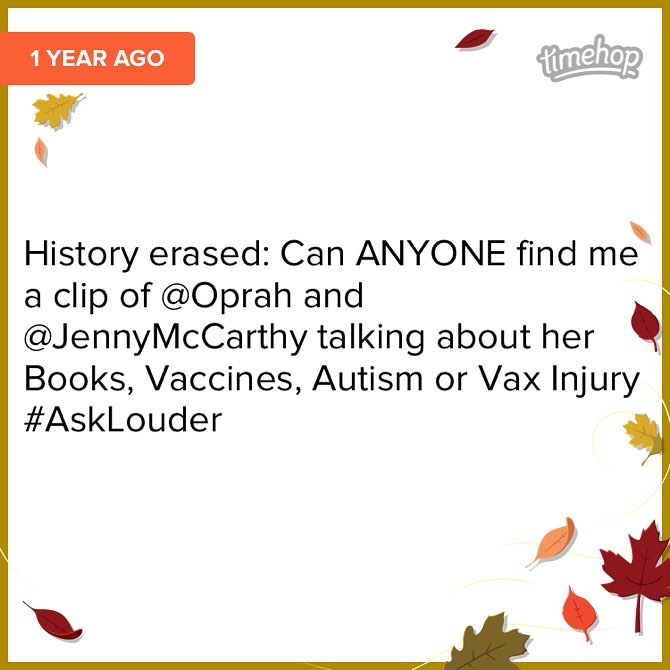 1 YEAR AGO
timehop
History erased: Can ANYONE find me
a clip of @Oprah and
@JennyMcCarthy talking about her
Books, Vaccines, Autism or Vax Injury
#AskLouder